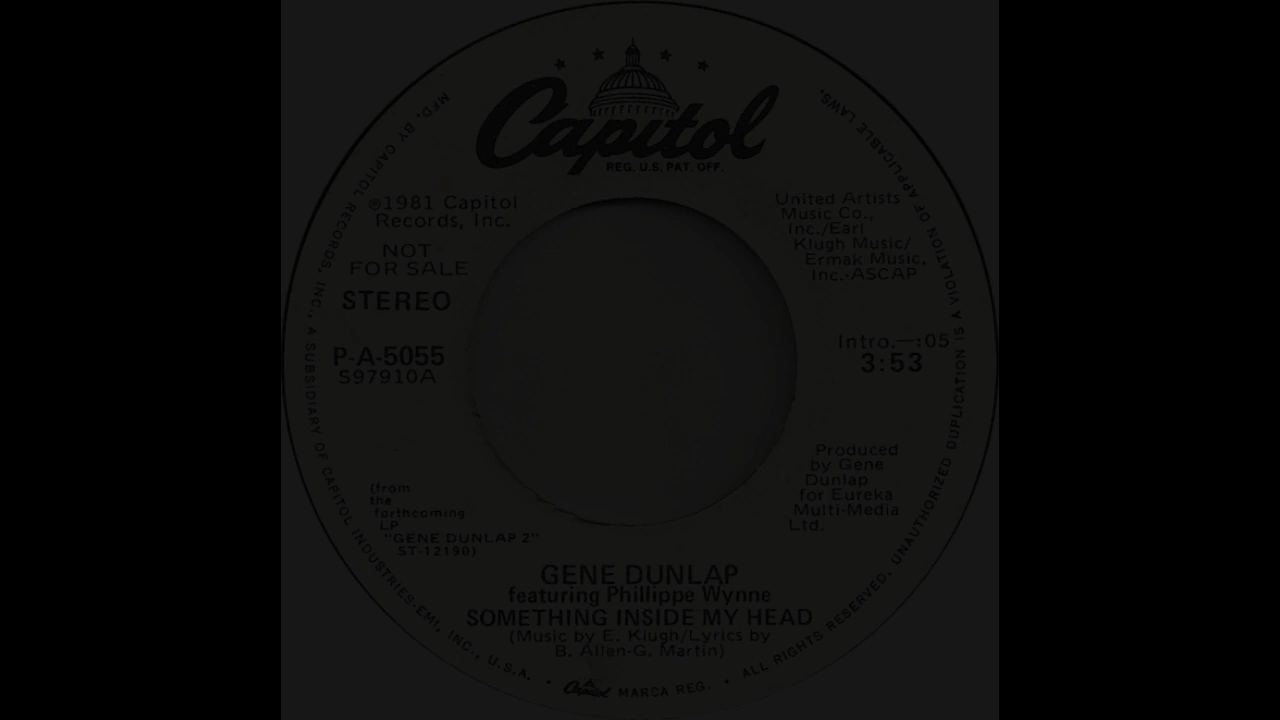 Capitol
REG. U.S. PAT. OFF.
℗1981 Capitol
Records, Inc.
NOT
FOR SALE
STEREO
P-A-5055
S97910A
United Artists
Music Co.,
Inc./Earl
Klugh Music/
Ermak Music,
Inc.-ASCAP
Intro.—:05
3:53
Produced
by Gene
Dunlap
for Eureka
Multi-Media
Ltd.
(from
the
forthcoming
LP
"GENE DUNLAP 2"
ST-12190)
GENE DUNLAP
featuring Phillippe Wynne
SOMETHING INSIDE MY HEAD
(Music by E. Klugh/Lyrics by
B. Allen-G. Martin)
MFD. BY CAPITOL RECORDS, INC., A SUBSIDIARY OF CAPITOL INDUSTRIES-EMI, INC., U.S.A. • Capitol MARCA REG. • ALL RIGHTS RESERVED. UNAUTHORIZED DUPLICATION IS A VIOLATION OF APPLICABLE LAWS.